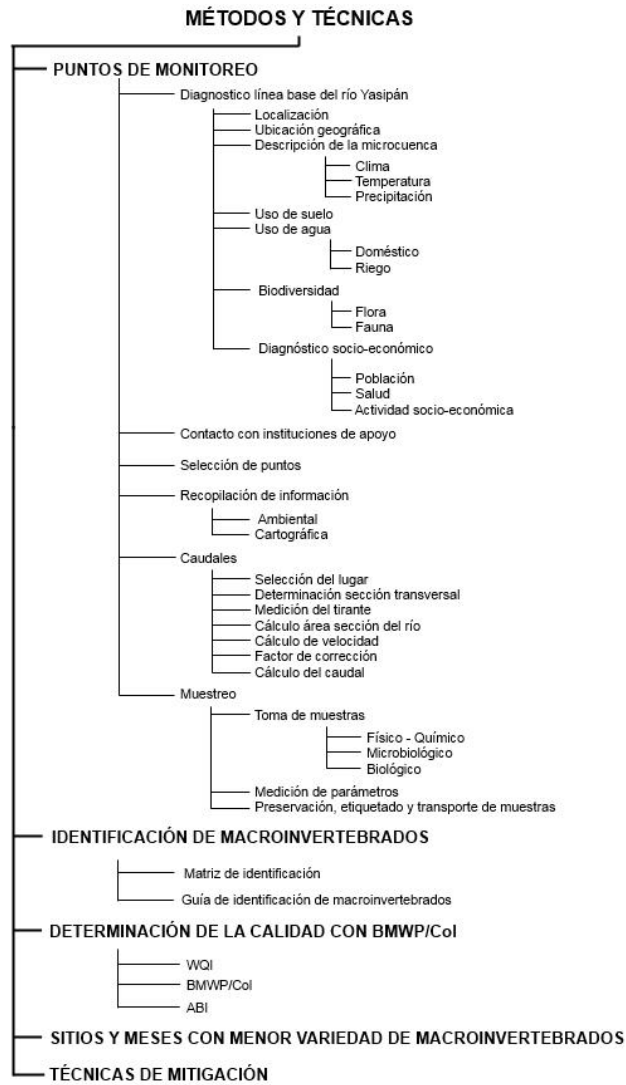 MÉTODOS Y TÉCNICAS
PUNTOS DE MONITOREO
Diagnostico línea base del río Yasipán
Localización
Ubicación geográfica
Descripción de la microcuenca
Clima
Temperatura
Precipitación
Uso de suelo
Uso de agua
Doméstico
Riego
Biodiversidad
Flora
Fauna
Diagnóstico socio-económico
Población
Salud
Actividad socio-económica
Contacto con instituciones de apoyo
Selección de puntos
Recopilación de información
Ambiental
Cartográfica
Caudales
Selección del lugar
Determinación sección transversal
Medición del tirante
Cálculo área sección del río
Cálculo de velocidad
Factor de corrección
Cálculo del caudal
Muestreo
Toma de muestras
Físico - Químico
Microbiológico
Biológico
Medición de parámetros
Preservación, etiquetado y transporte de muestras
IDENTIFICACIÓN DE MACROINVERTEBRADOS
Matriz de identificación
Guía de identificación de macroinvertebrados
DETERMINACIÓN DE LA CALIDAD CON BMWP/Col
WQI
BMWP/Col
ABI
SITIOS Y MESES CON MENOR VARIEDAD DE MACROINVERTEBRADOS
TÉCNICAS DE MITIGACIÓN